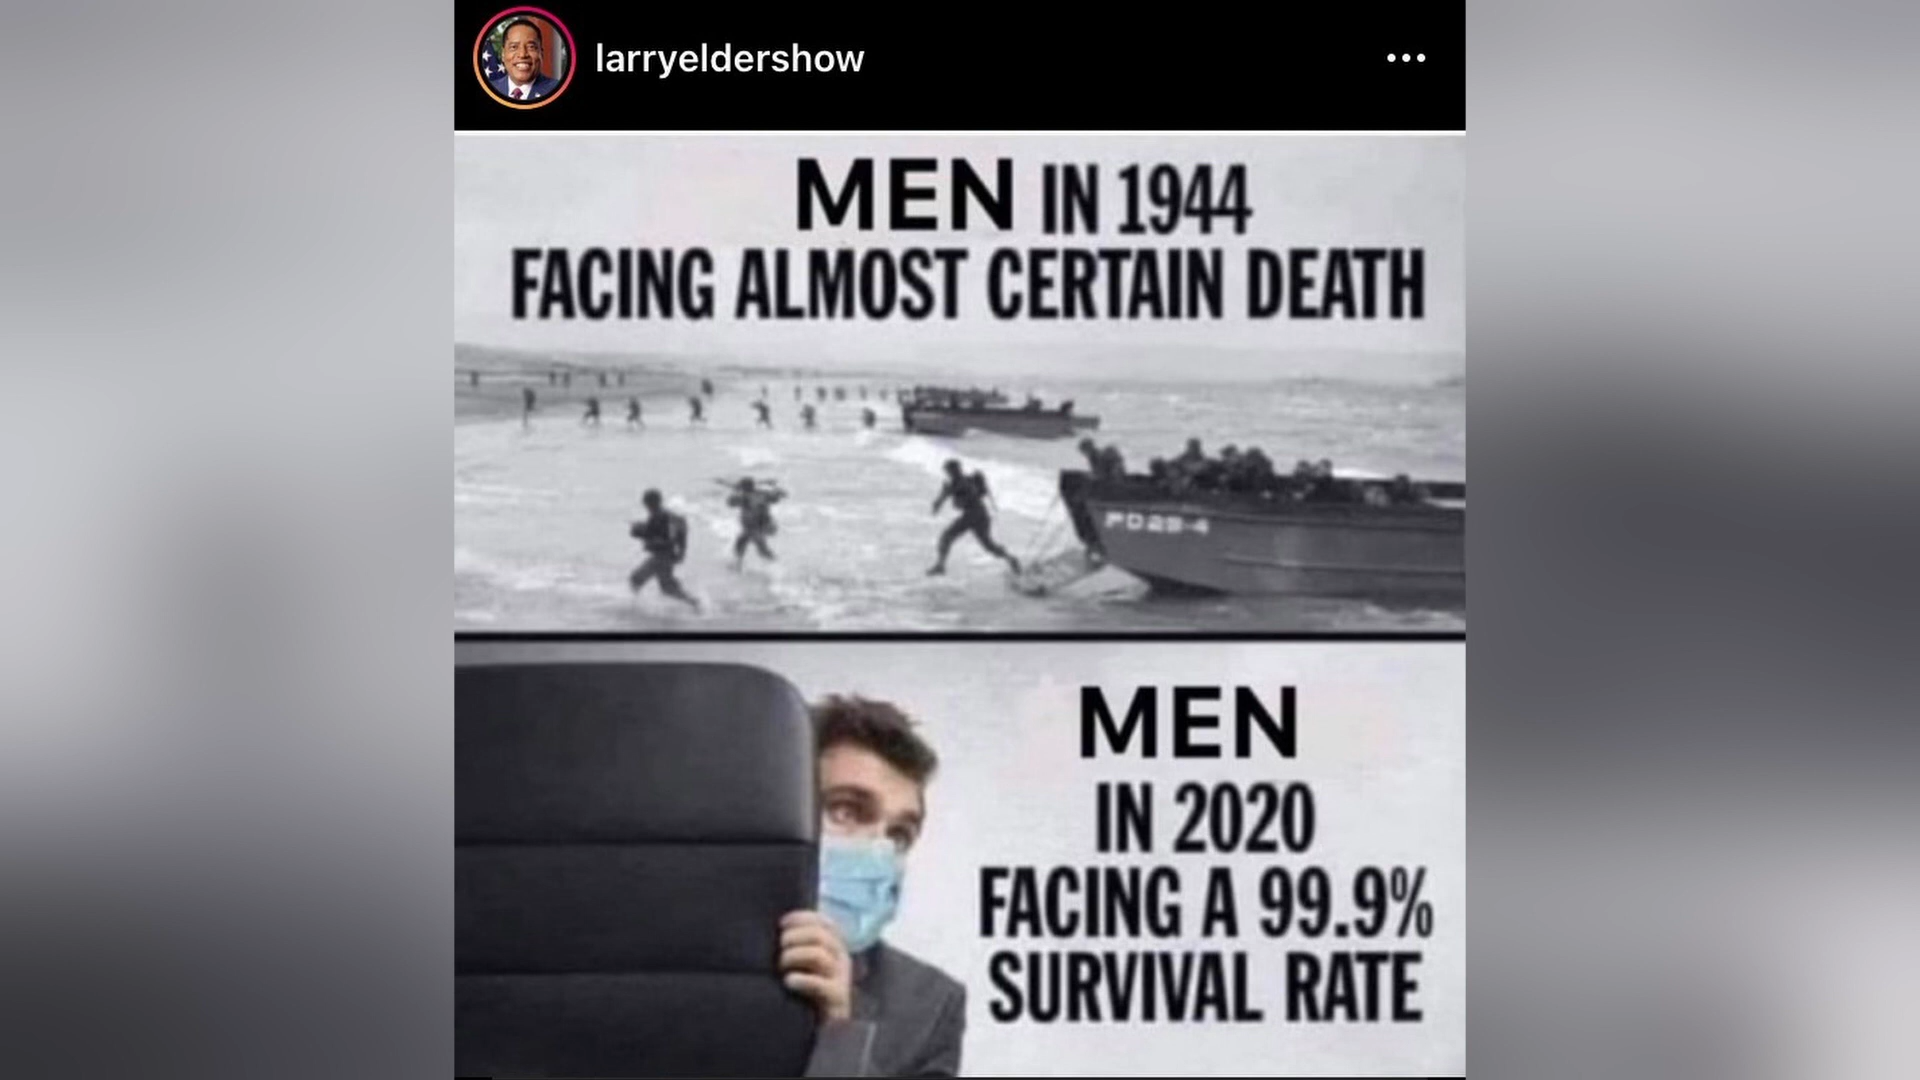 larryeldershow
MEN IN 1944
FACING ALMOST CERTAIN DEATH
PD29-4
MEN
IN 2020
FACING A 99.9%
SURVIVAL RATE